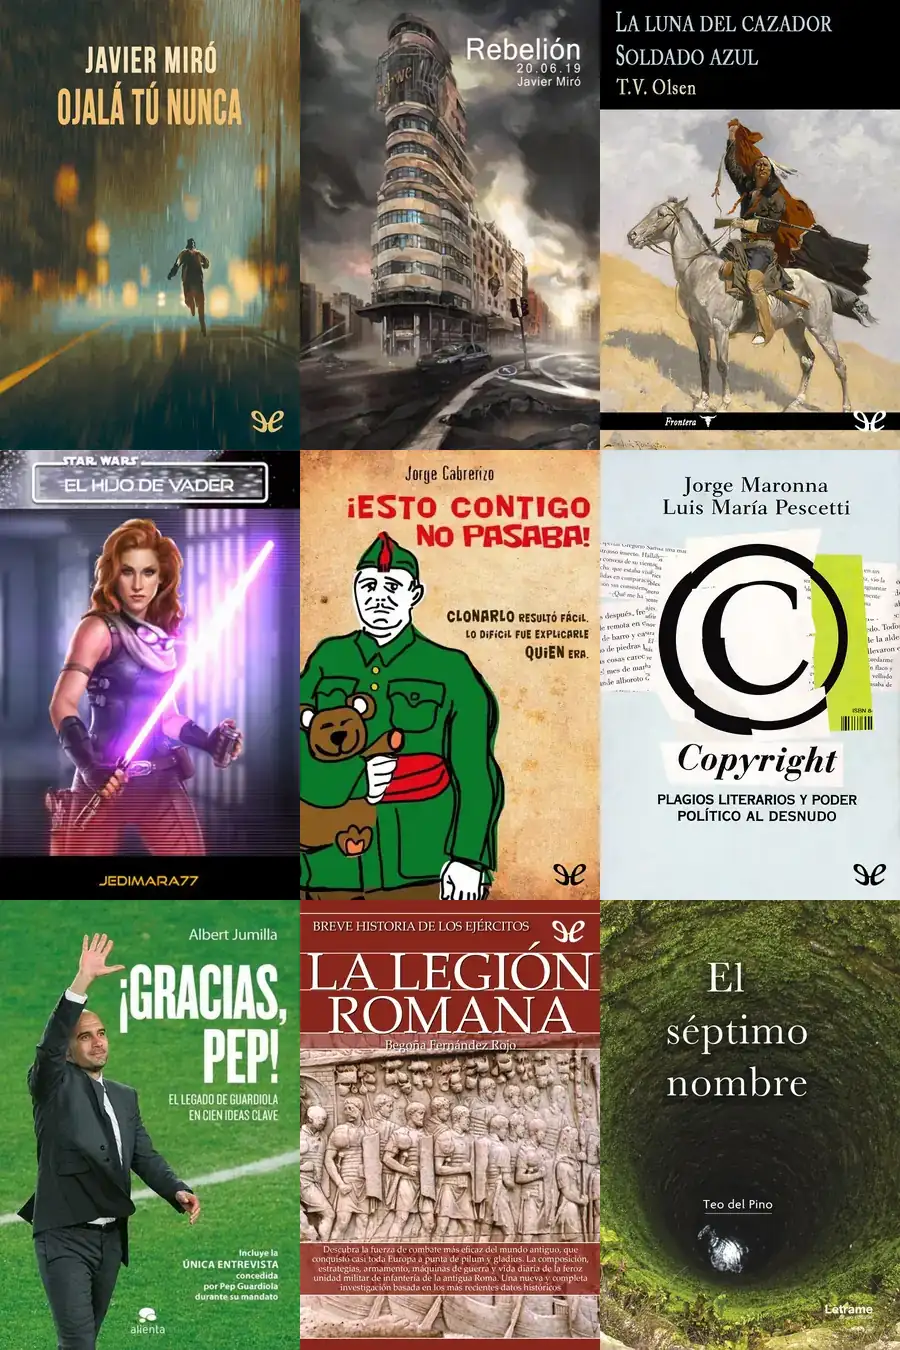 JAVIER MIRÓ
OJALÁ TÚ NUNCA
Rebelión
20.06.19
Javier Miró
LA LUNA DEL CAZADOR
SOLDADO AZUL
T.V. Olsen
Frontera
STAR WARS
EL HIJO DE VADER
JEDIMARA77
Jorge Cabrerizo
¡ESTO CONTIGO
NO PASABA!
CLONARLO RESULTÓ FÁCIL,
LO DIFÍCIL FUE EXPLICARLE
QUIÉN ERA.
Jorge Maronna
Luis María Pescetti
©
ISBN 8-
Copyright
PLAGIOS LITERARIOS Y PODER
POLÍTICO AL DESNUDO
Albert Jumilla
¡GRACIAS,
PEP!
EL LEGADO DE GUARDIOLA
EN CIEN IDEAS CLAVE
Incluye la
ÚNICA ENTREVISTA
concedida
por Pep Guardiola
durante su mandato
alienta
BREVE HISTORIA DE LOS EJÉRCITOS
LA LEGIÓN
ROMANA
Begoña Fernández Rojo
Descubra la fuerza de combate más eficaz del mundo antiguo, que
conquistó casi toda Europa a punta de pilum y gladius. La composición,
estrategias, armamento, máquinas de guerra y vida diaria de la feroz
unidad militar de infantería de la antigua Roma. Una nueva y completa
investigación basada en los más recientes datos históricos
El
séptimo
nombre
Teo del Pino
Letrame